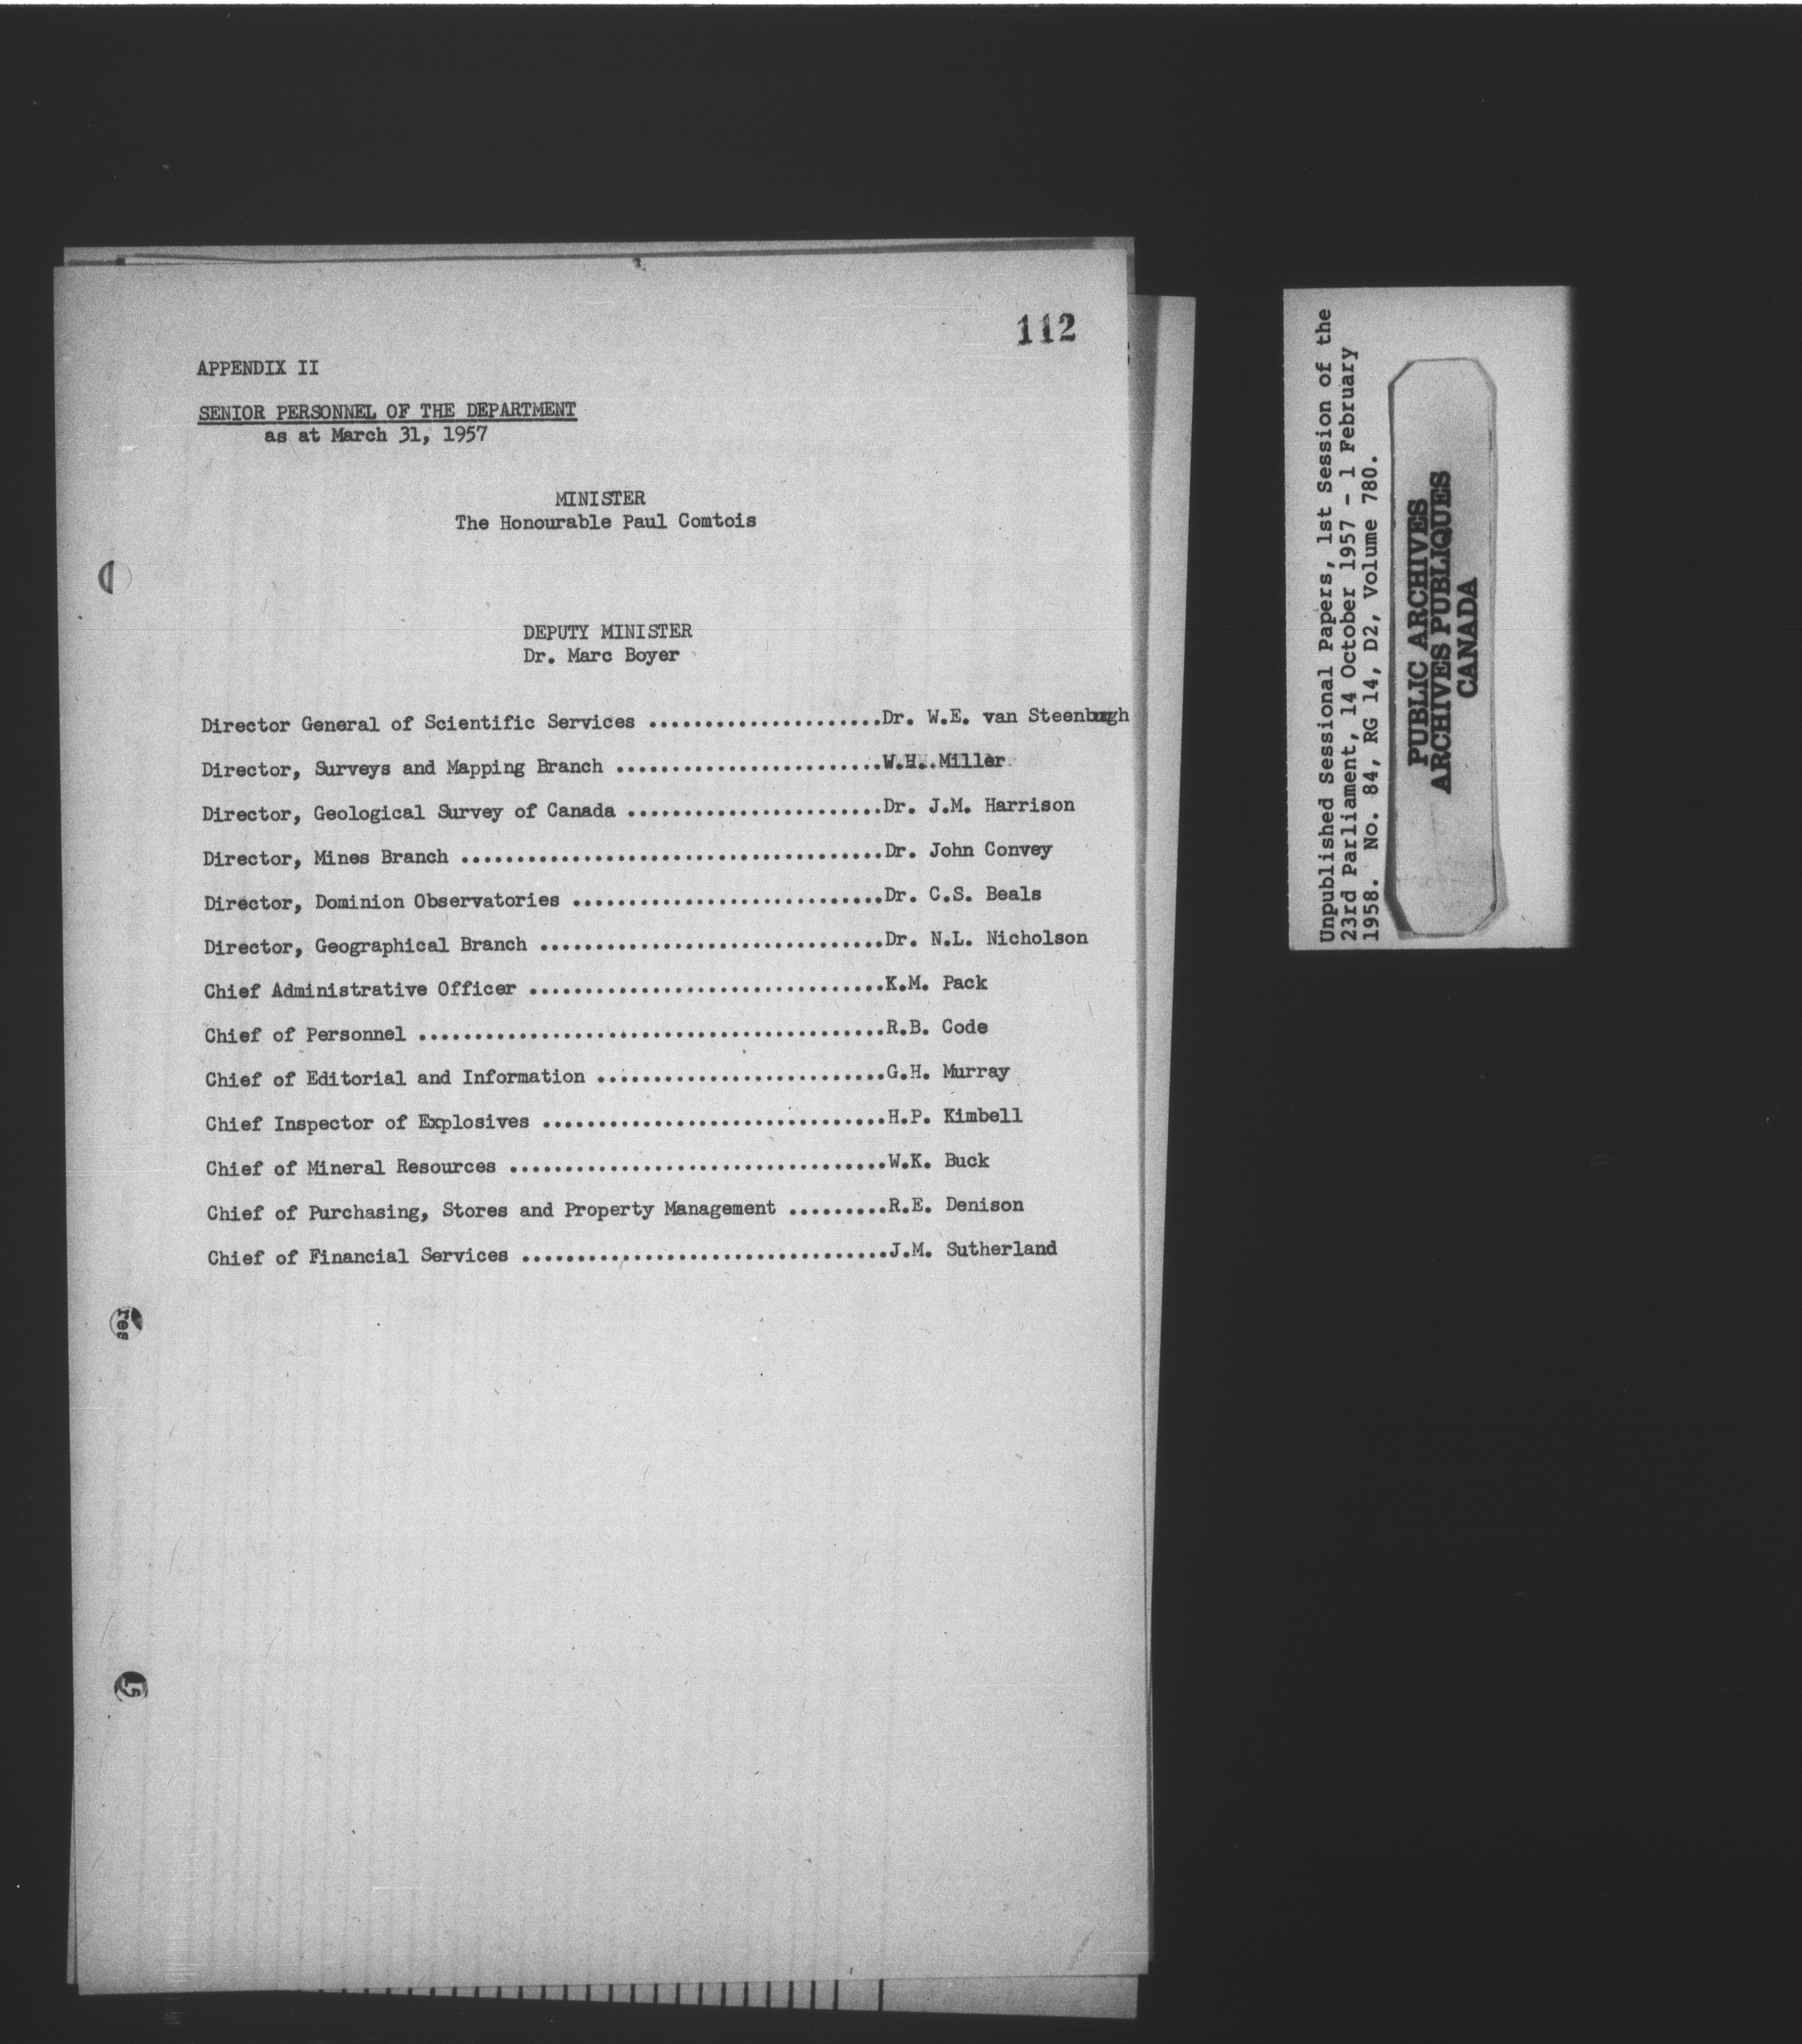 112
APPENDIX II
SENIOR PERSONNEL OF THE DEPARTMENT
as at March 31, 1957
MINISTER
The Honourable Paul Comtois
DEPUTY MINISTER
Dr. Marc Boyer
Director General of Scientific Services .....................Dr. W.E. van Steenburgh
Director, Surveys and Mapping Branch ........................W.H. Miller
Director, Geological Survey of Canada .......................Dr. J.M. Harrison
Director, Mines Branch ......................................Dr. John Convey
Director, Dominion Observatories ............................Dr. C.S. Beals
Director, Geographical Branch ...............................Dr. N.L. Nicholson
Chief Administrative Officer ................................K.M. Pack
Chief of Personnel ..........................................R.B. Code
Chief of Editorial and Information ..........................G.H. Murray
Chief Inspector of Explosives ...............................H.P. Kimbell
Chief of Mineral Resources ..................................W.K. Buck
Chief of Purchasing, Stores and Property Management .........R.E. Denison
Chief of Financial Services .................................J.M. Sutherland
res
Unpublished Sessional Papers, 1st Session of the
23rd Parliament, 14 October 1957 - 1 February
1958. No. 84, RG 14, D2, Volume 780.
PUBLIC ARCHIVES
ARCHIVES PUBLIQUES
CANADA